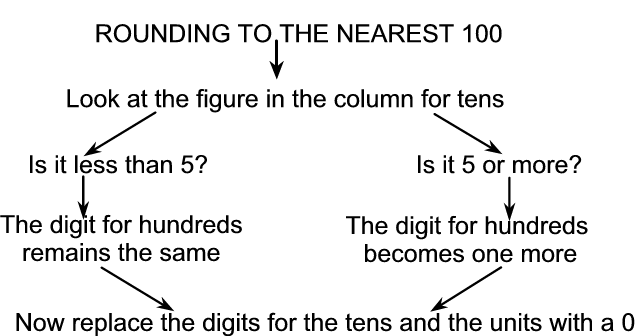 ROUNDING TO THE NEAREST 100
Look at the figure in the column for tens
Is it less than 5?
Is it 5 or more?
The digit for hundreds
remains the same
The digit for hundreds
becomes one more
Now replace the digits for the tens and the units with a 0